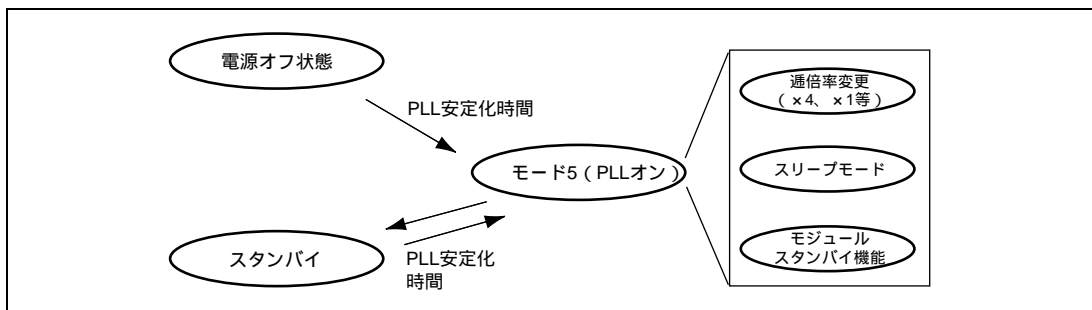 電源オフ状態
PLL安定化時間
モード5(PLLオン)
スタンバイ
PLL安定化
時間
逓倍率変更
(×4、×1等)
スリープモード
モジュール
スタンバイ機能